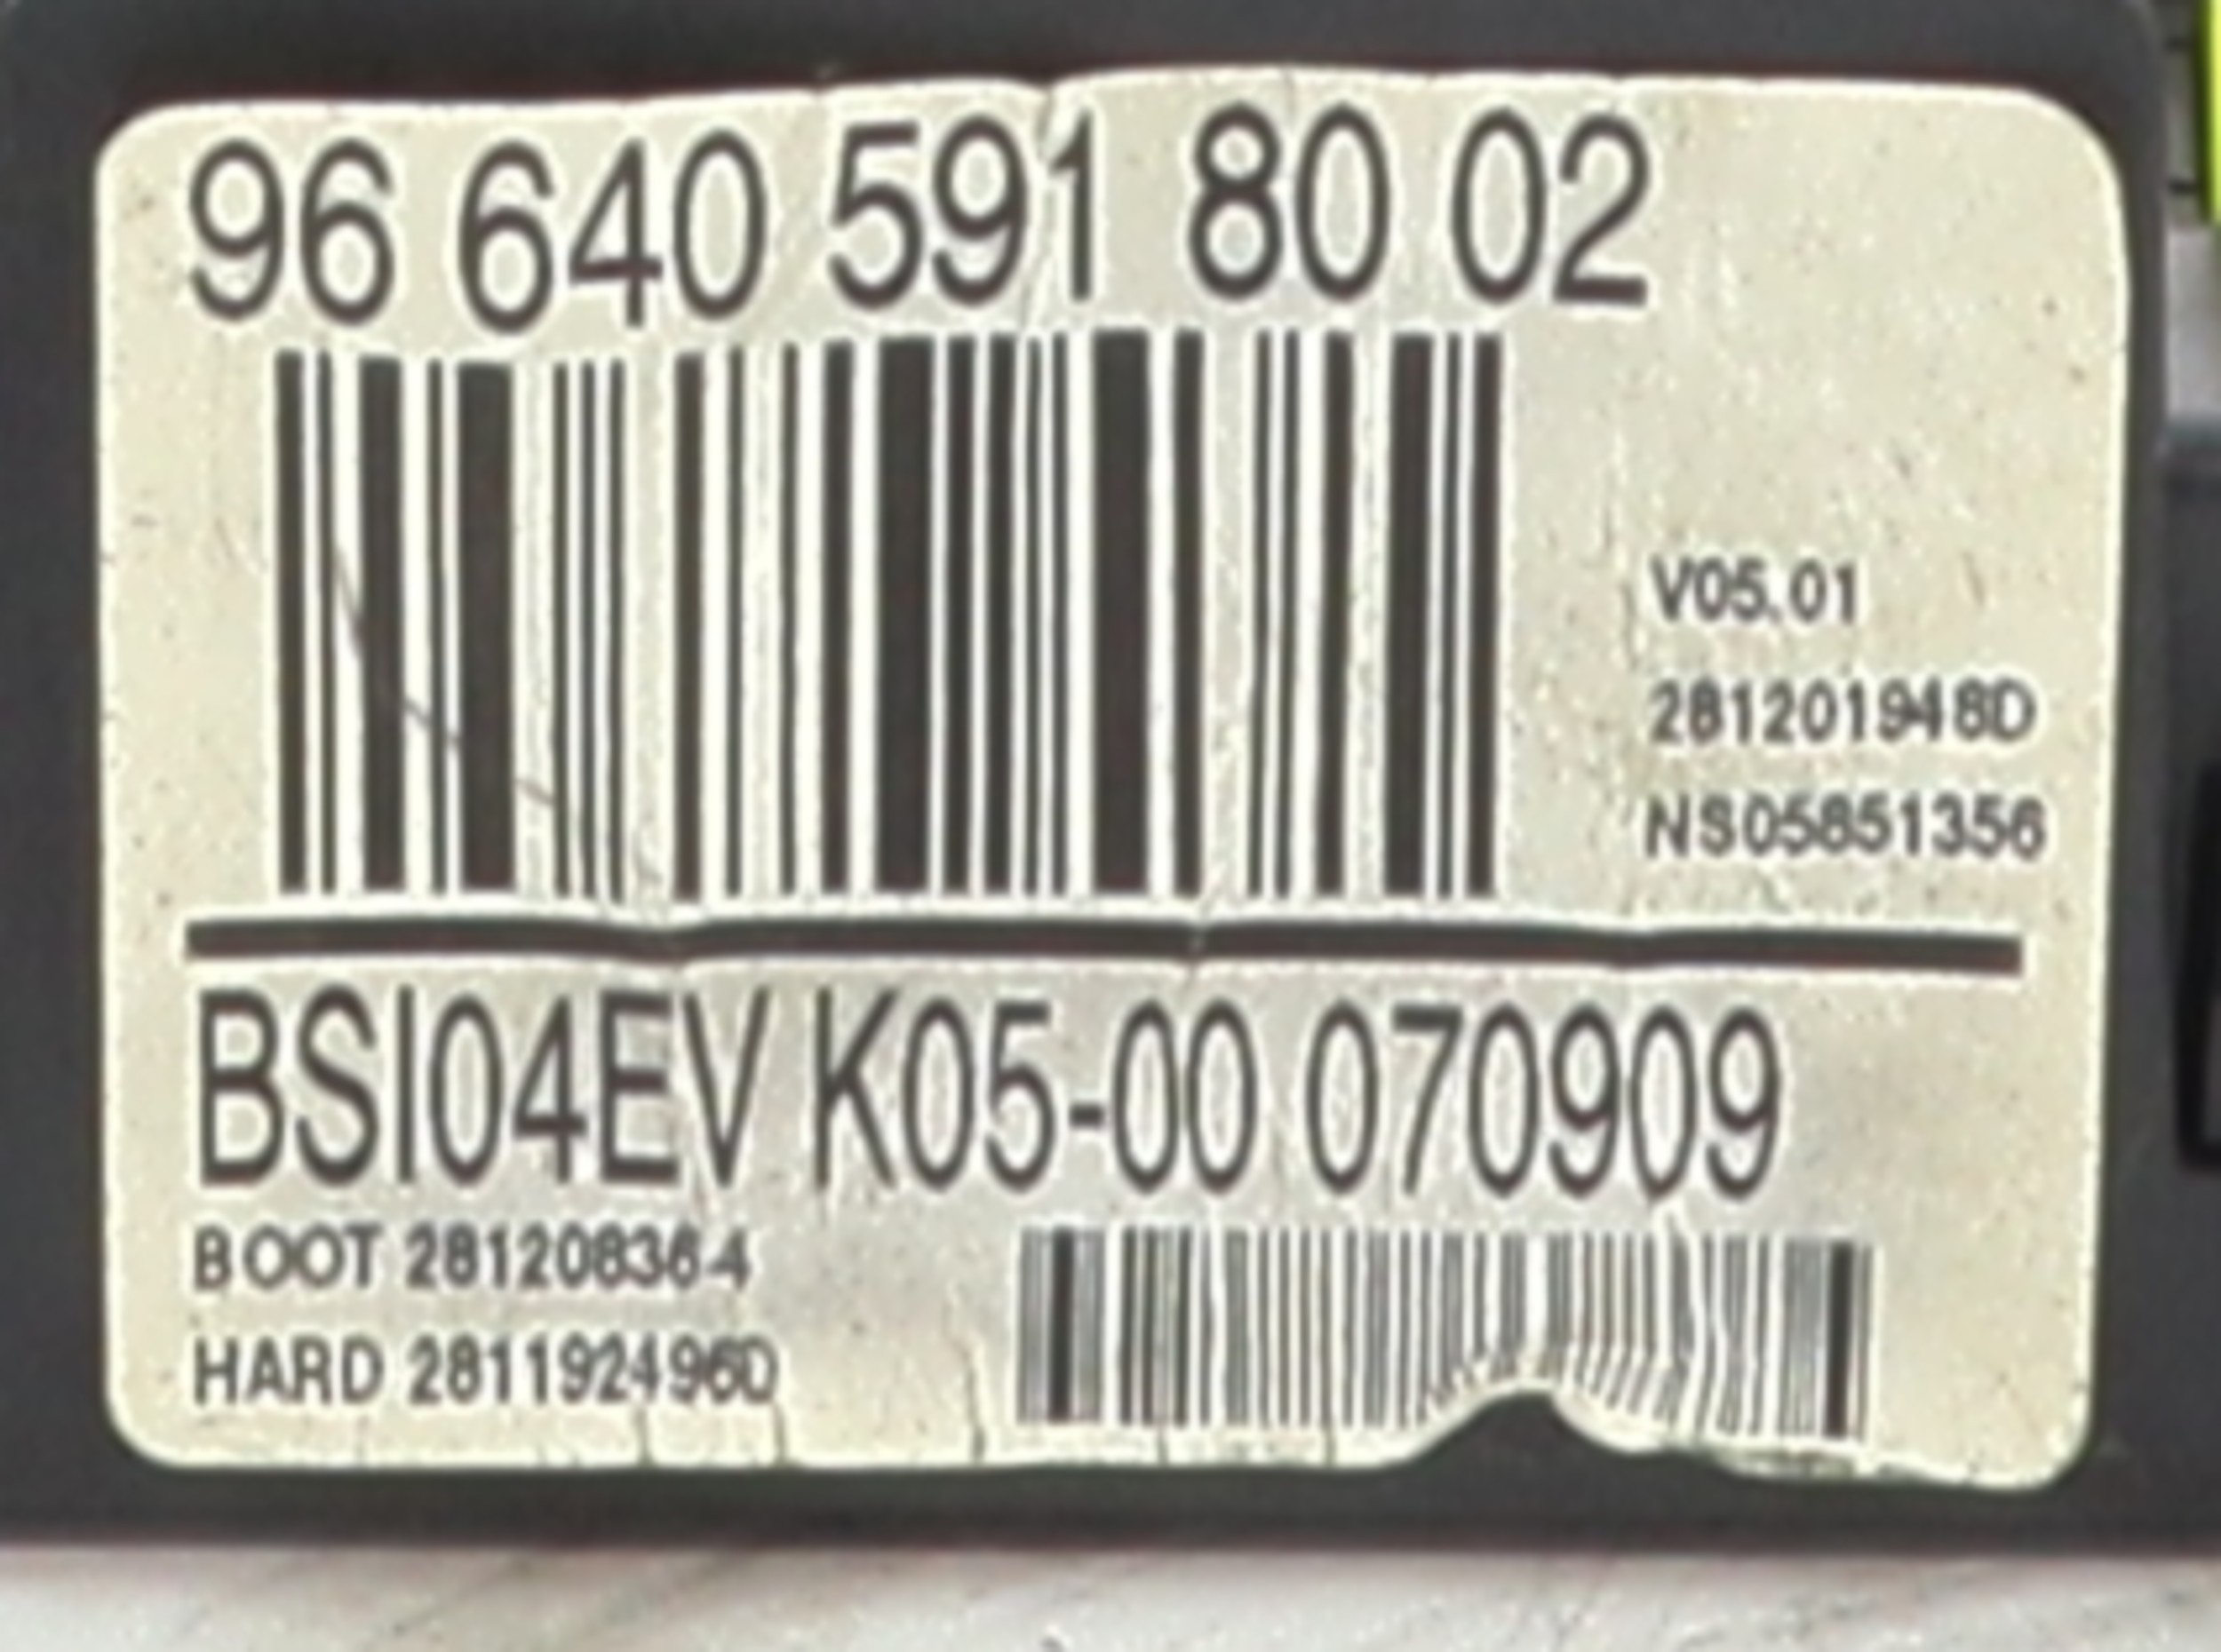 96 640 591 80 02
V05.01
281201948D
NS05851356
BSI04EV K05-00 070909
BOOT 281208364
HARD 281192496D